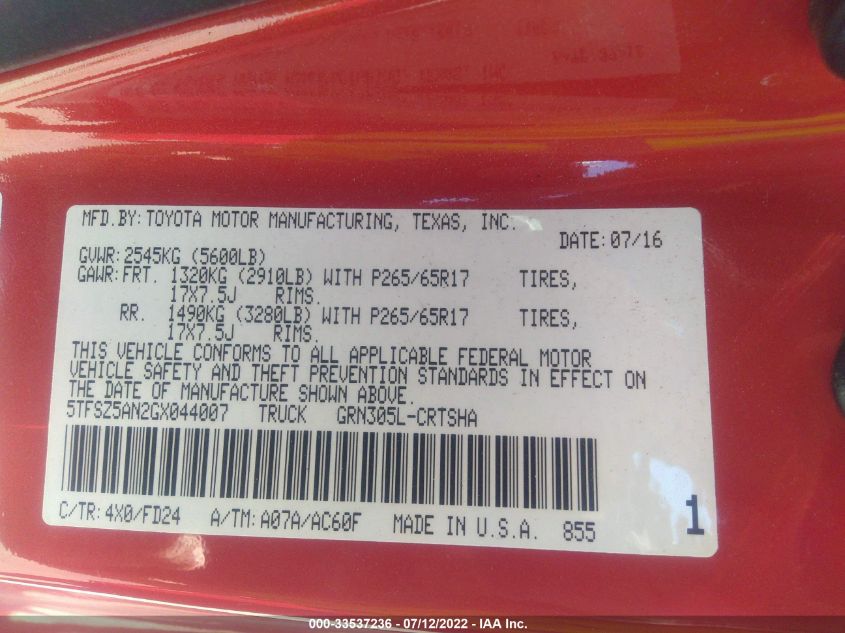 MFD.BY: TOYOTA MOTOR MANUFACTURING, TEXAS, INC.
DATE: 07/16
GVWR: 2545KG (5600LB)
GAWR: FRT. 1320KG (2910LB) WITH P265/65R17 TIRES,
17X7.5J RIMS.
RR. 1490KG (3280LB) WITH P265/65R17 TIRES,
17X7.5J RIMS.
THIS VEHICLE CONFORMS TO ALL APPLICABLE FEDERAL MOTOR
VEHICLE SAFETY AND THEFT PREVENTION STANDARDS IN EFFECT ON
THE DATE OF MANUFACTURE SHOWN ABOVE.
5TFSZ5AN2GX044007 TRUCK GRN305L-CRTSHA
C/TR: 4X0/FD24 A/TM: A07A/AC60F MADE IN U.S.A. 855
1
000-33537236 - 07/12/2022 - IAA Inc.